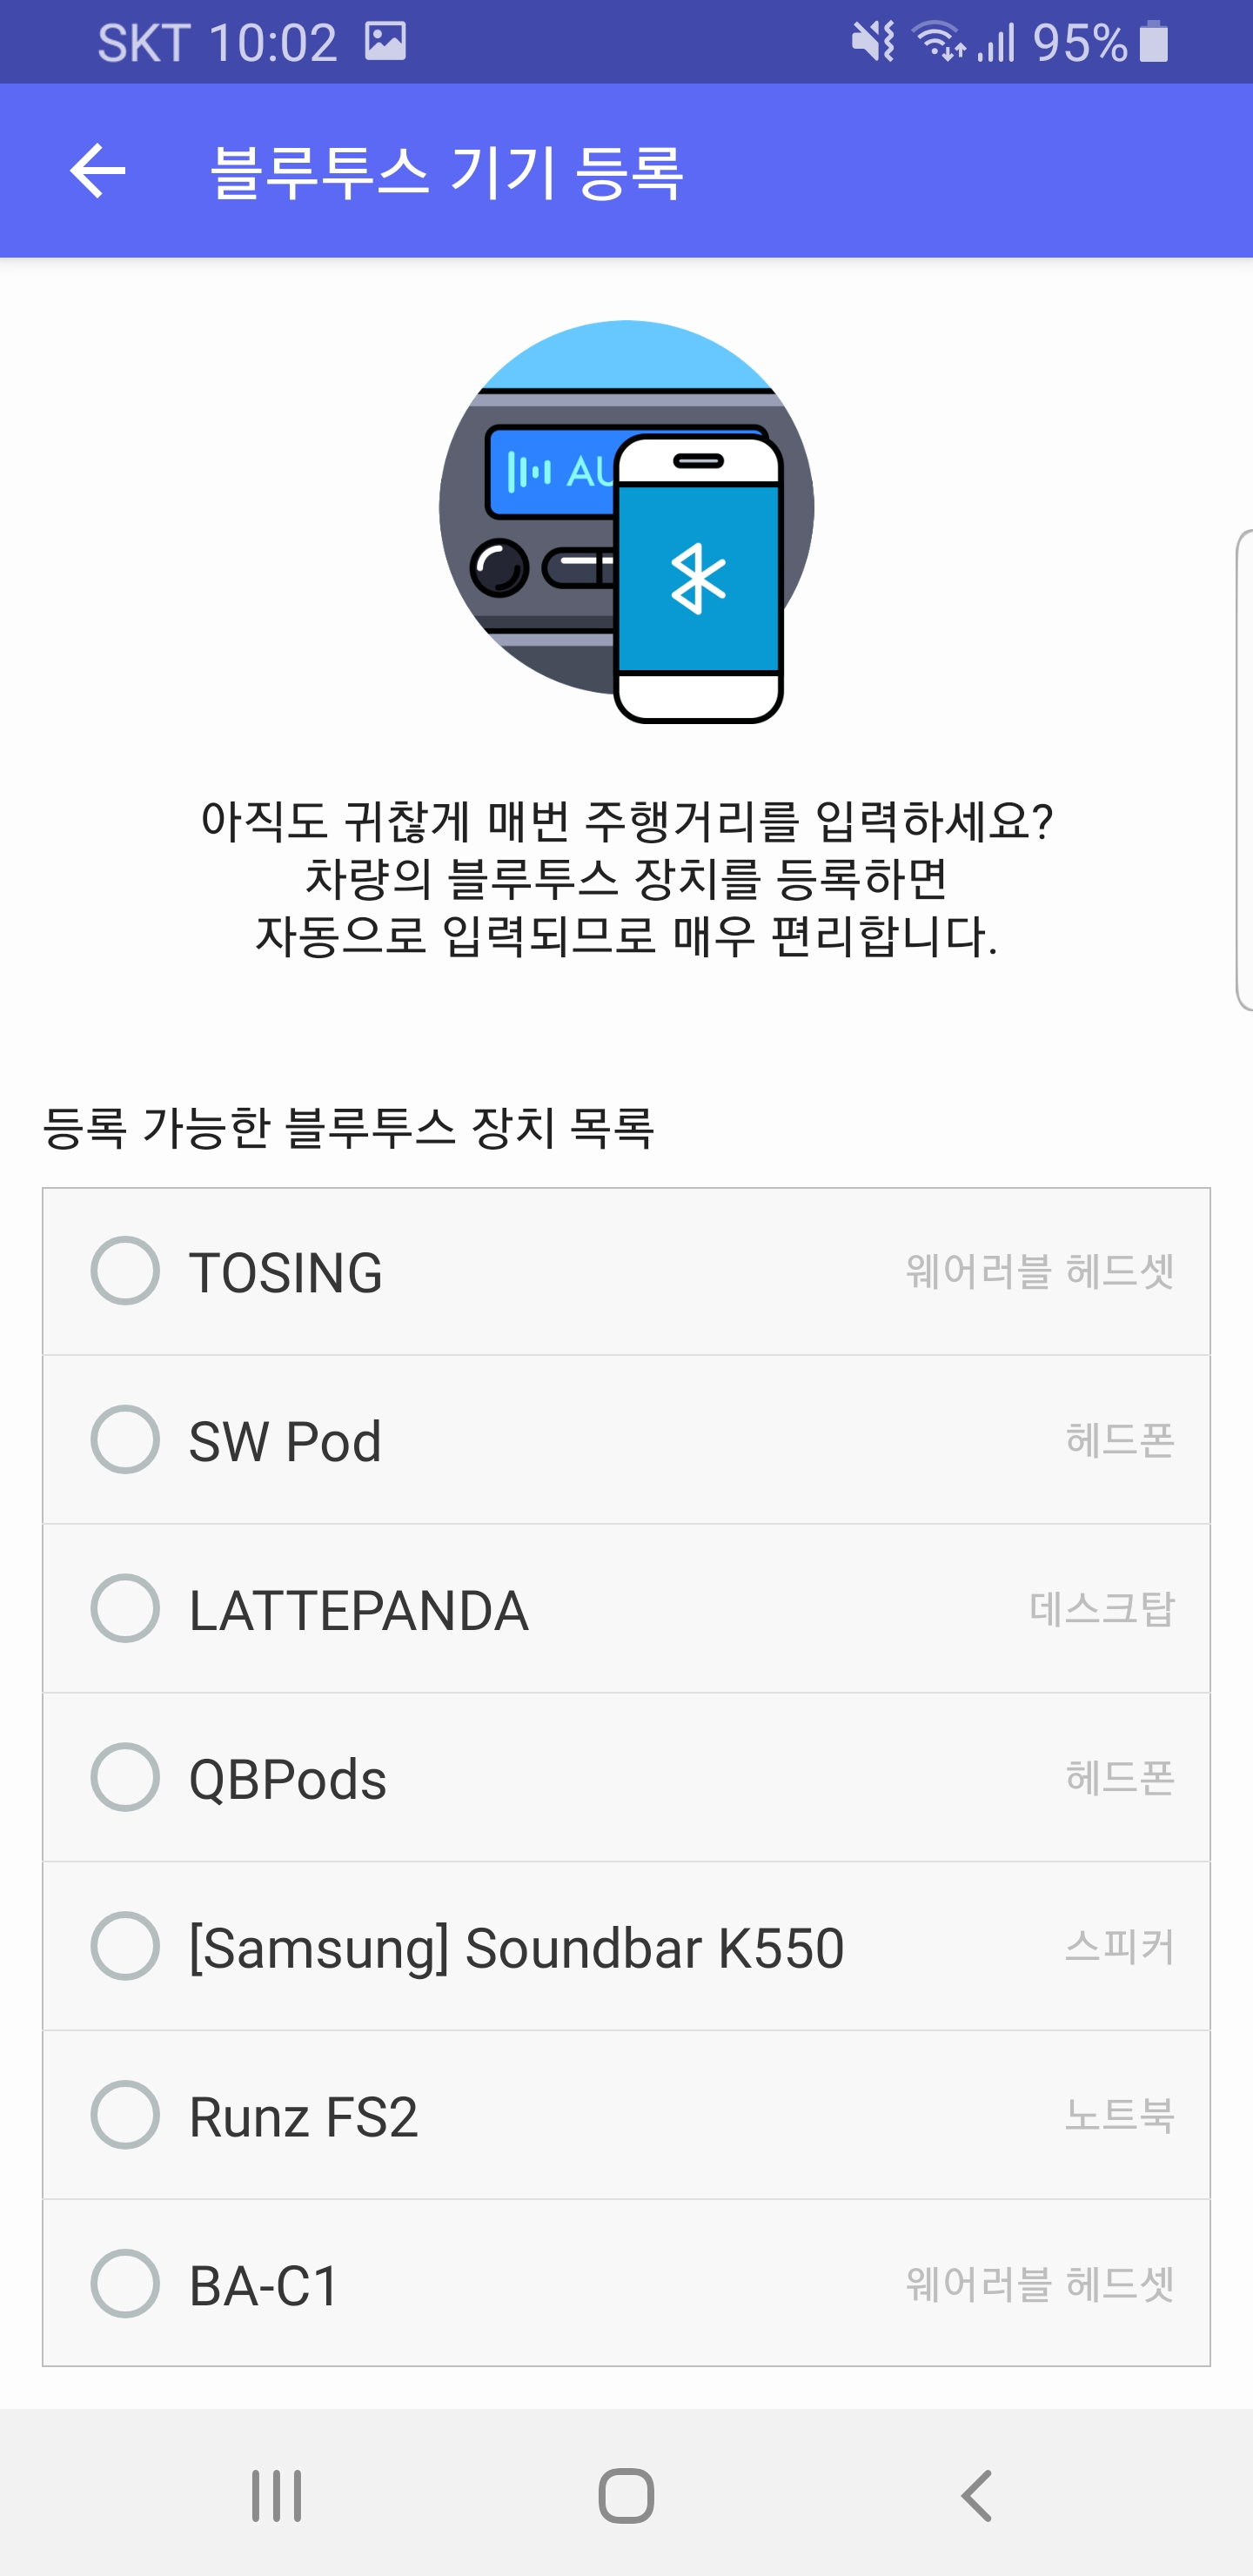 SKT 10:02 95%
블루투스 기기 등록
AU
아직도 귀찮게 매번 주행거리를 입력하세요?
차량의 블루투스 장치를 등록하면
자동으로 입력되므로 매우 편리합니다.
등록 가능한 블루투스 장치 목록
TOSING 웨어러블 헤드셋
SW Pod 헤드폰
LATTEPANDA 데스크탑
QBPods 헤드폰
[Samsung] Soundbar K550 스피커
Runz FS2 노트북
BA-C1 웨어러블 헤드셋